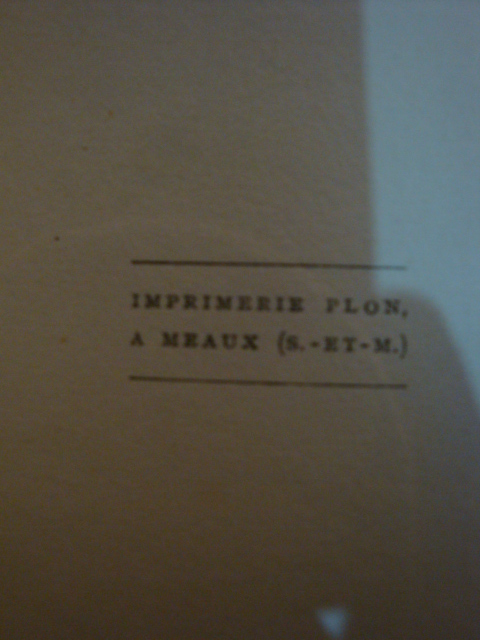 IMPRIMERIE PLON,
A MEAUX (S.-ET-M.)